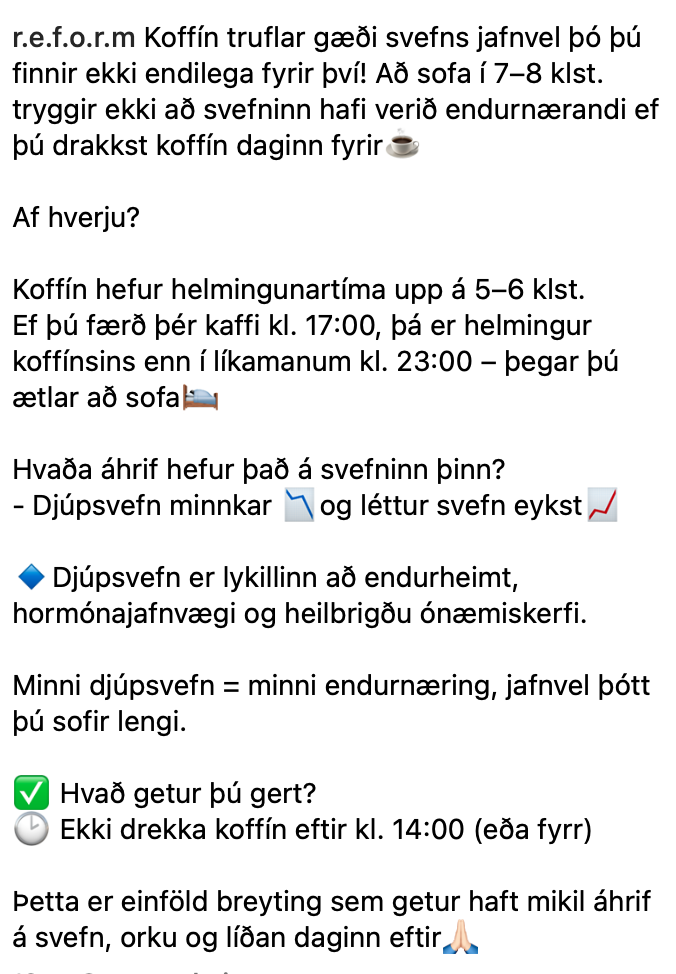 r.e.f.o.r.m Koffín truflar gæði svefns jafnvel þó þú
finnir ekki endilega fyrir því! Að sofa í 7–8 klst.
tryggir ekki að svefninn hafi verið endurnærandi ef
þú drakkst koffín daginn fyrir☕
Af hverju?
Koffín hefur helmingunartíma upp á 5–6 klst.
Ef þú færð þér kaffi kl. 17:00, þá er helmingur
koffínsins enn í líkamanum kl. 23:00 – þegar þú
ætlar að sofa🛏️
Hvaða áhrif hefur það á svefninn þinn?
- Djúpsvefn minnkar 📉og léttur svefn eykst📈
🔹Djúpsvefn er lykillinn að endurheimt,
hormónajafnvægi og heilbrigðu ónæmiskerfi.
Minni djúpsvefn = minni endurnæring, jafnvel þótt
þú sofir lengi.
✅ Hvað getur þú gert?
🕑 Ekki drekka koffín eftir kl. 14:00 (eða fyrr)
Þetta er einföld breyting sem getur haft mikil áhrif
á svefn, orku og líðan daginn eftir🙏🏻